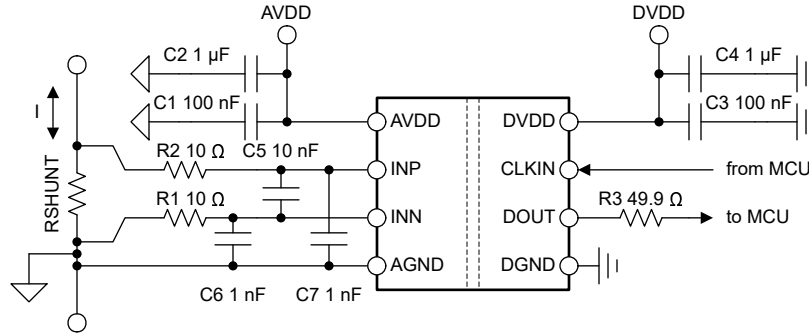 AVDD
DVDD
C2 1 µF
C4 1 µF
C1 100 nF
C3 100 nF
I
AVDD
DVDD
R2 10 Ω
C5 10 nF
INP
CLKIN
from MCU
RSHUNT
R1 10 Ω
INN
DOUT
R3 49.9 Ω
to MCU
AGND
DGND
C6 1 nF
C7 1 nF